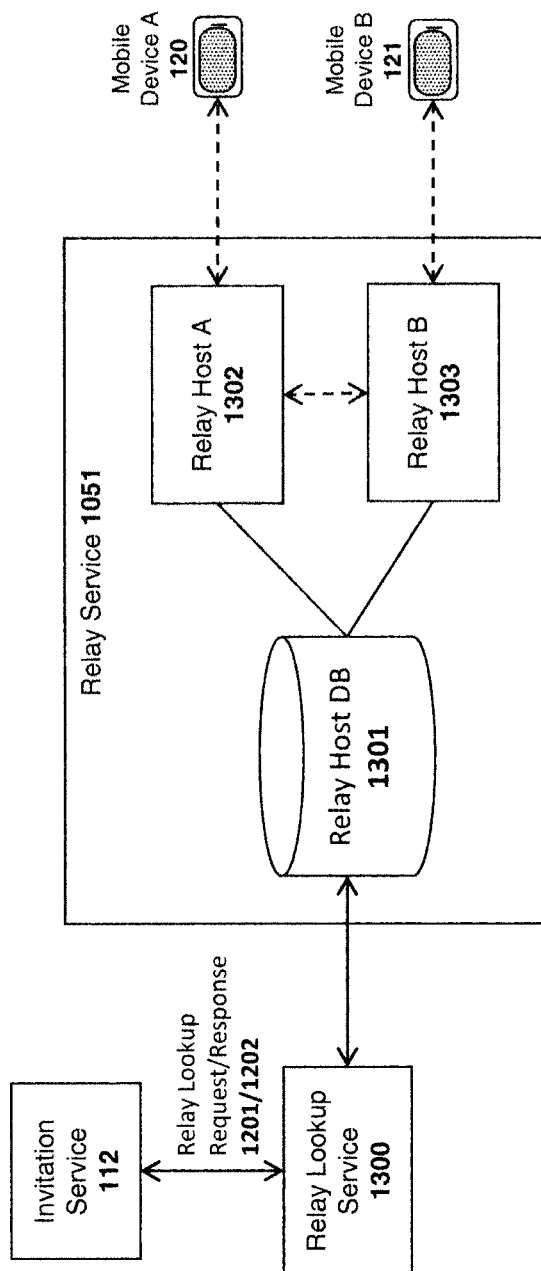 Invitation
Service
112
Relay Lookup
Request/Response
1201/1202
Relay Lookup
Service
1300
Relay Service 1051
Relay Host DB
1301
Relay Host A
1302
Relay Host B
1303
Mobile
Device A
120
Mobile
Device B
121